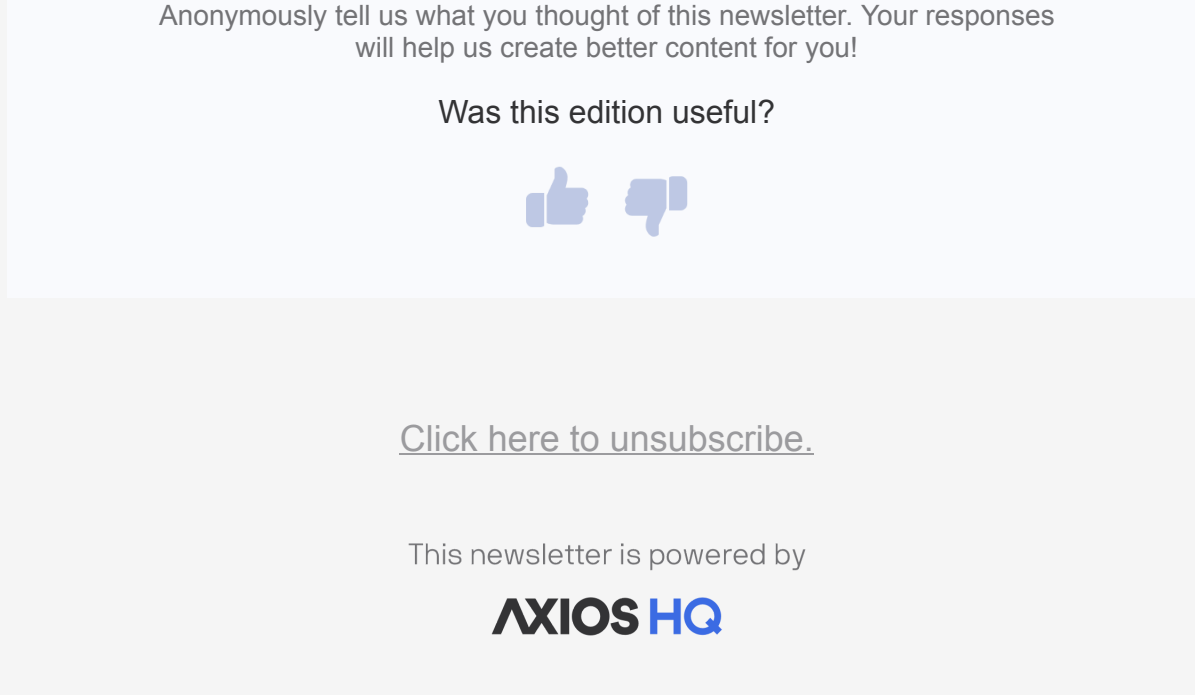 Anonymously tell us what you thought of this newsletter. Your responses
will help us create better content for you!
Was this edition useful?
Click here to unsubscribe.
This newsletter is powered by
AXIOS HQ